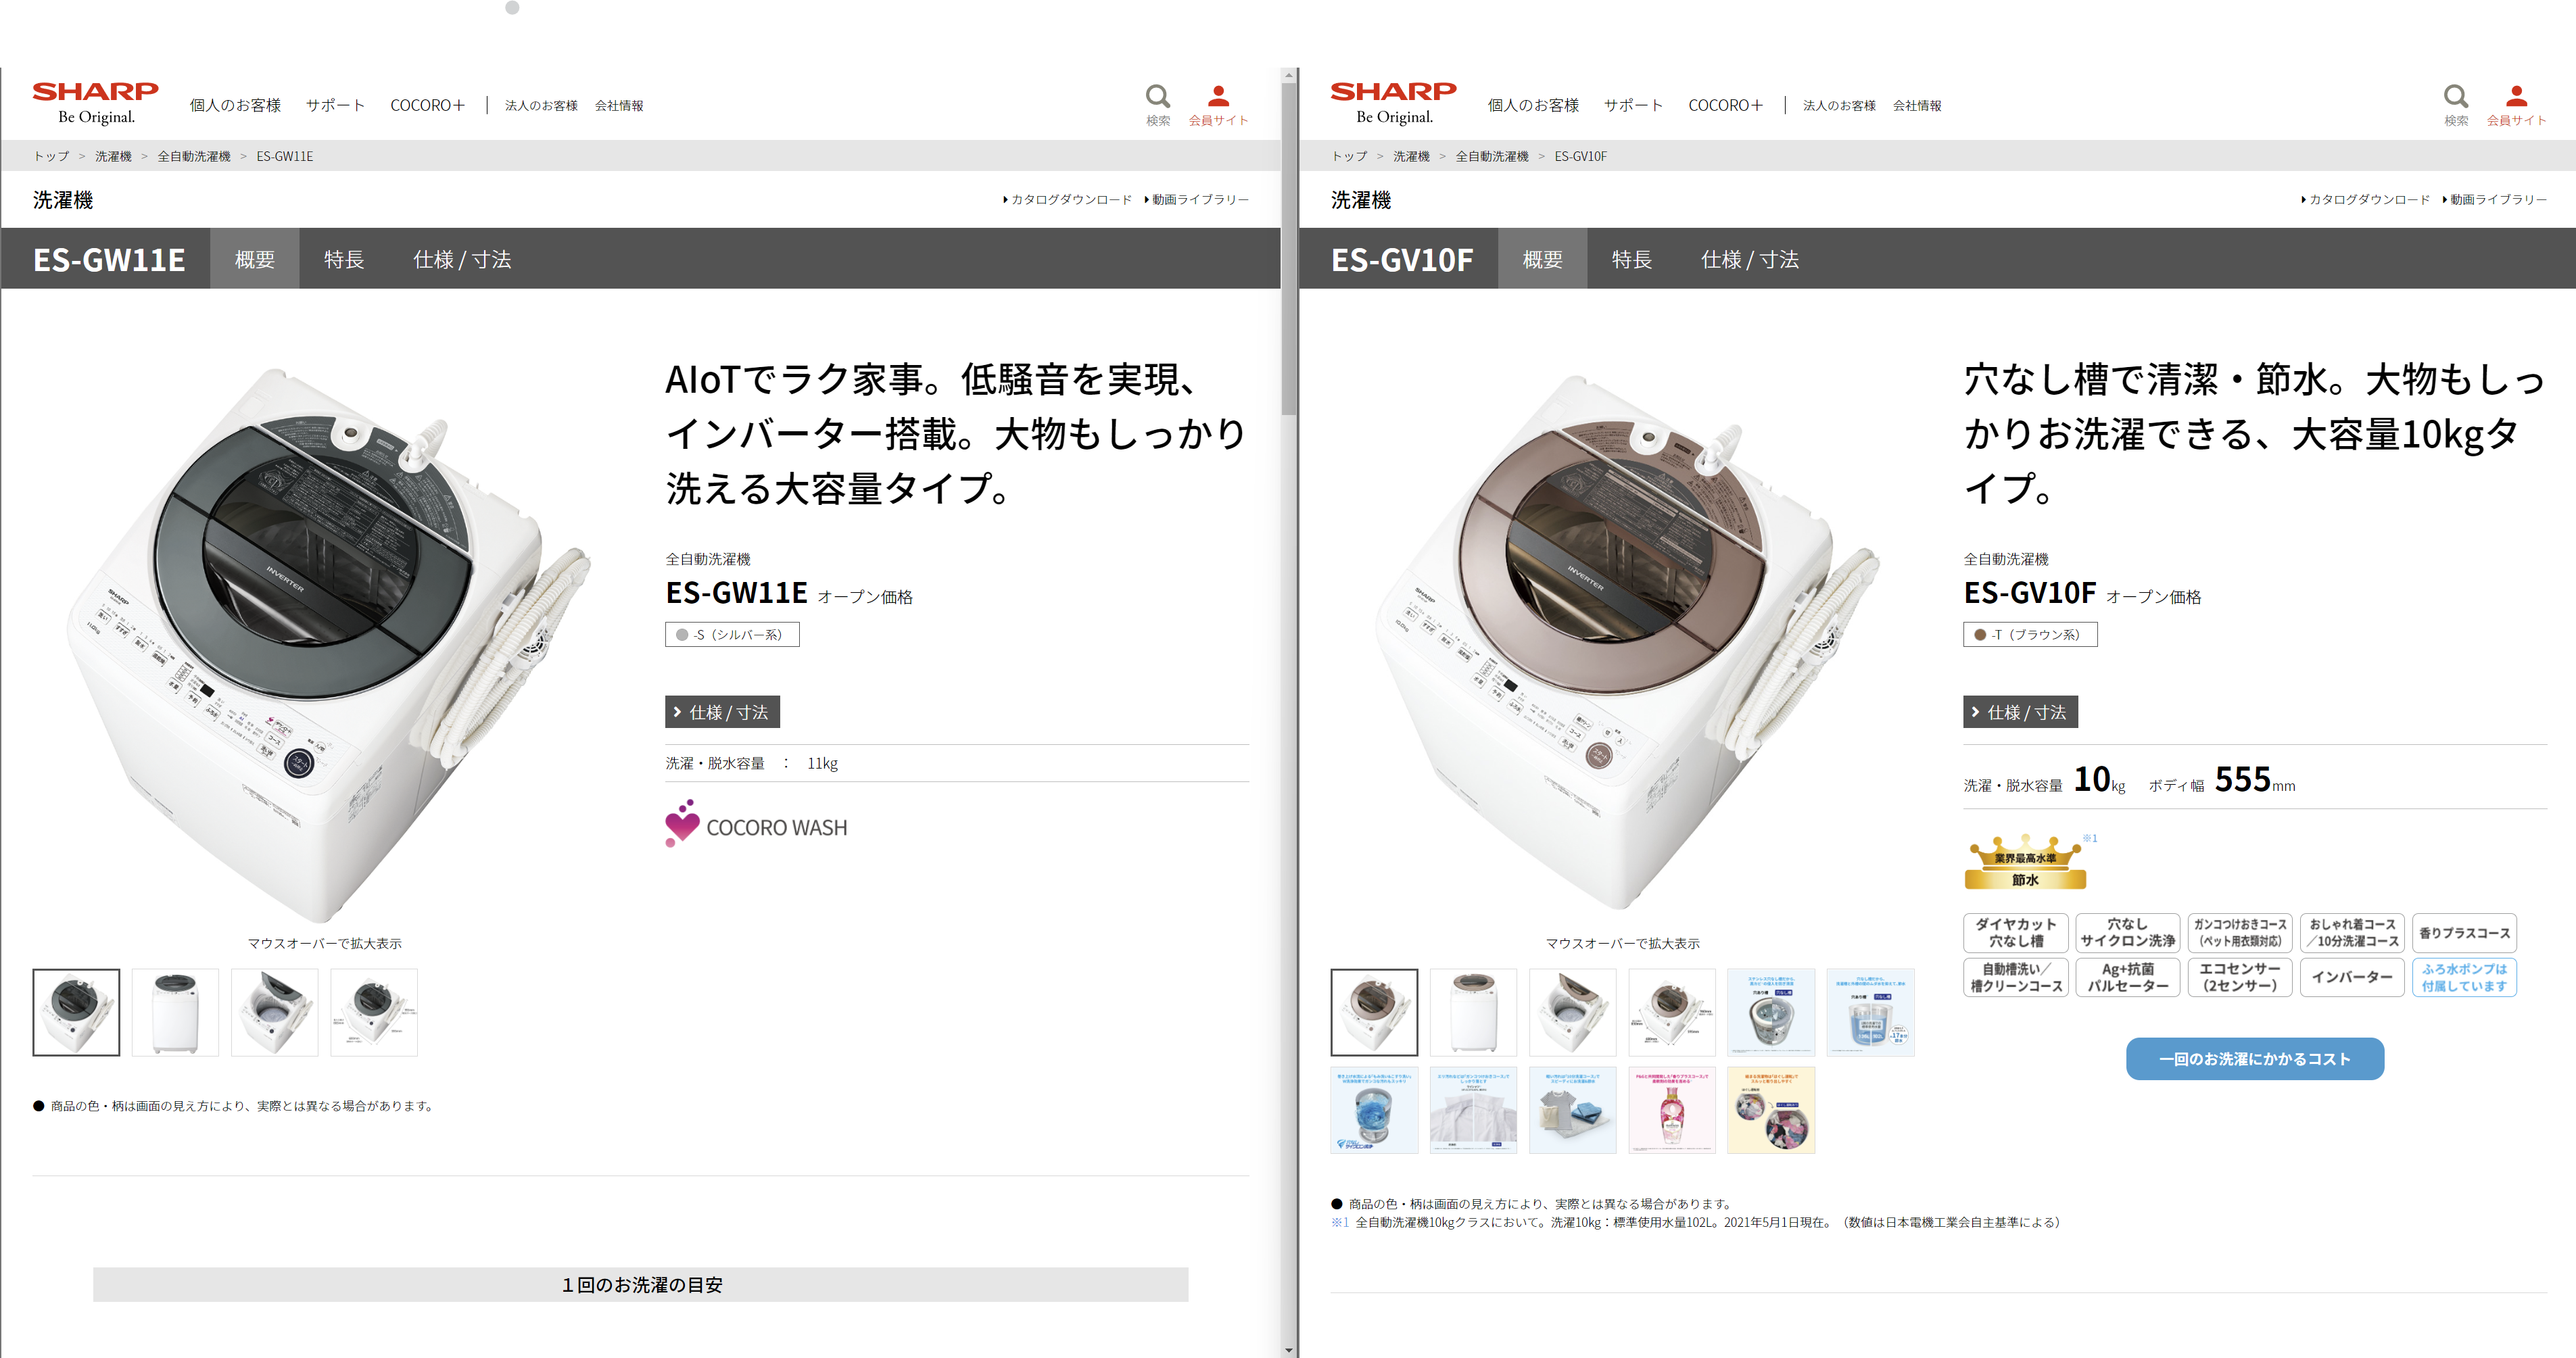 SHARP
Be Original.
個人のお客様
サポート
COCORO＋
法人のお客様
会社情報
検索
会員サイト
トップ > 洗濯機 > 全自動洗濯機 > ES-GW11E
洗濯機
カタログダウンロード
動画ライブラリー
ES-GW11E
概要
特長
仕様 / 寸法
AIoTでラク家事。低騒音を実現、
インバーター搭載。大物もしっかり
洗える大容量タイプ。
全自動洗濯機
ES-GW11E オープン価格
-S（シルバー系）
仕様 / 寸法
洗濯・脱水容量 ： 11kg
COCORO WASH
INVERTER
SHARP
マウスオーバーで拡大表示
● 商品の色・柄は画面の見え方により、実際とは異なる場合があります。
１回のお洗濯の目安
SHARP
Be Original.
個人のお客様
サポート
COCORO＋
法人のお客様
会社情報
検索
会員サイト
トップ > 洗濯機 > 全自動洗濯機 > ES-GV10F
洗濯機
カタログダウンロード
動画ライブラリー
ES-GV10F
概要
特長
仕様 / 寸法
穴なし槽で清潔・節水。大物もしっ
かりお洗濯できる、大容量10kgタ
イプ。
全自動洗濯機
ES-GV10F オープン価格
-T（ブラウン系）
仕様 / 寸法
洗濯・脱水容量 10kg ボディ幅 555mm
※1
業界最高水準
節水
ダイヤカット
穴なし槽
穴なし
サイクロン洗浄
ガンコつけおきコース
（ペット用衣類対応）
おしゃれ着コース
／10分洗濯コース
香りプラスコース
自動槽洗い／
槽クリーンコース
Ag+抗菌
パルセーター
エコセンサー
（2センサー）
インバーター
ふろ水ポンプは
付属しています
一回のお洗濯にかかるコスト
INVERTER
SHARP
マウスオーバーで拡大表示
● 商品の色・柄は画面の見え方により、実際とは異なる場合があります。
※1 全自動洗濯機10kgクラスにおいて。洗濯10kg：標準使用水量102L。2021年5月1日現在。（数値は日本電機工業会自主基準による）